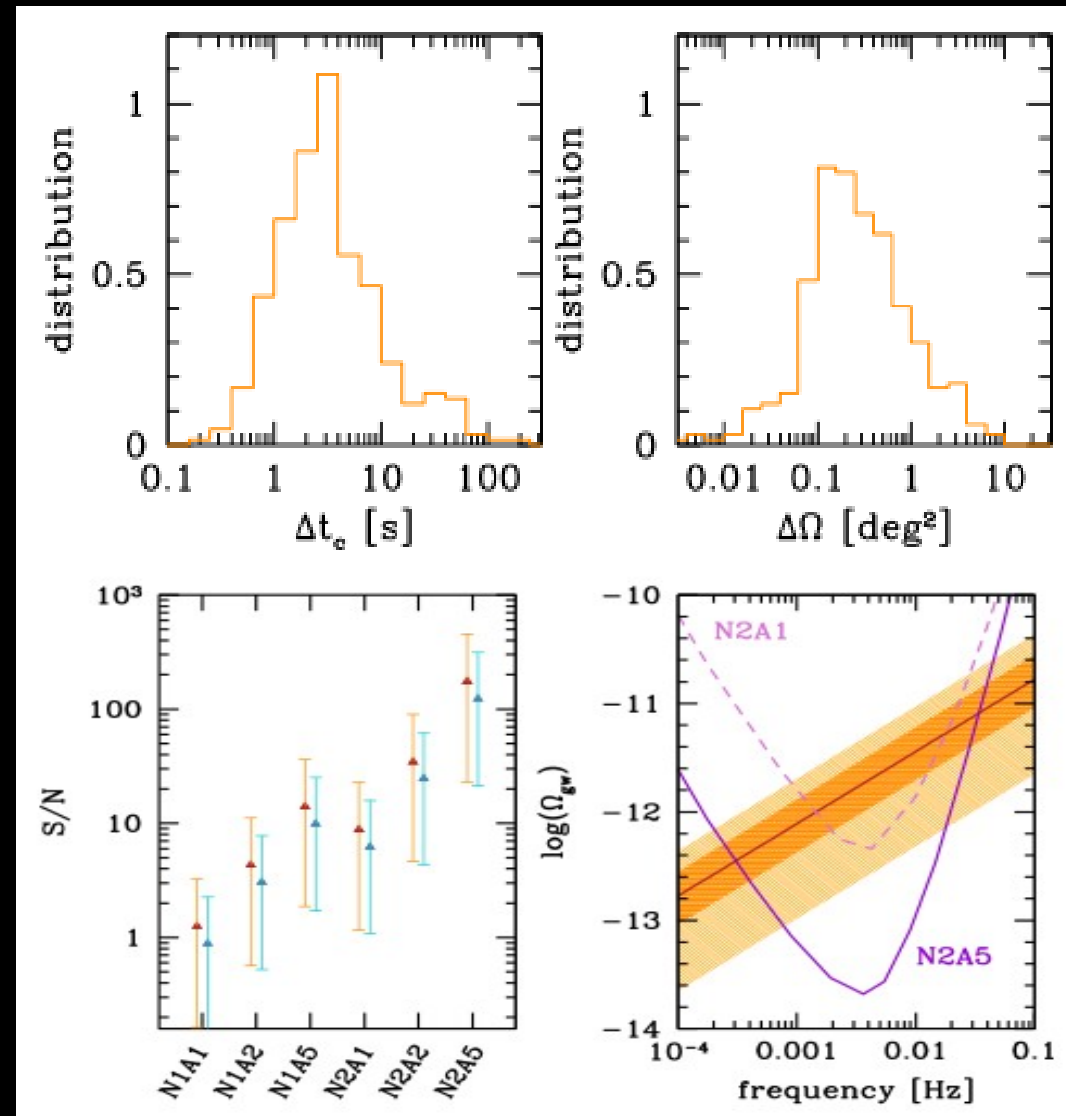 distribution
1
0.5
0
0.1 1 10 100
Δt_c [s]
distribution
1
0.5
0
0.01 0.1 1 10
ΔΩ [deg²]
S/N
10³
100
10
1
N1A1 N1A2 N1A5 N2A1 N2A2 N2A5
log(Ω_gw)
-10
-11
-12
-13
-14
N2A1
N2A5
10⁻⁴ 0.001 0.01 0.1
frequency [Hz]